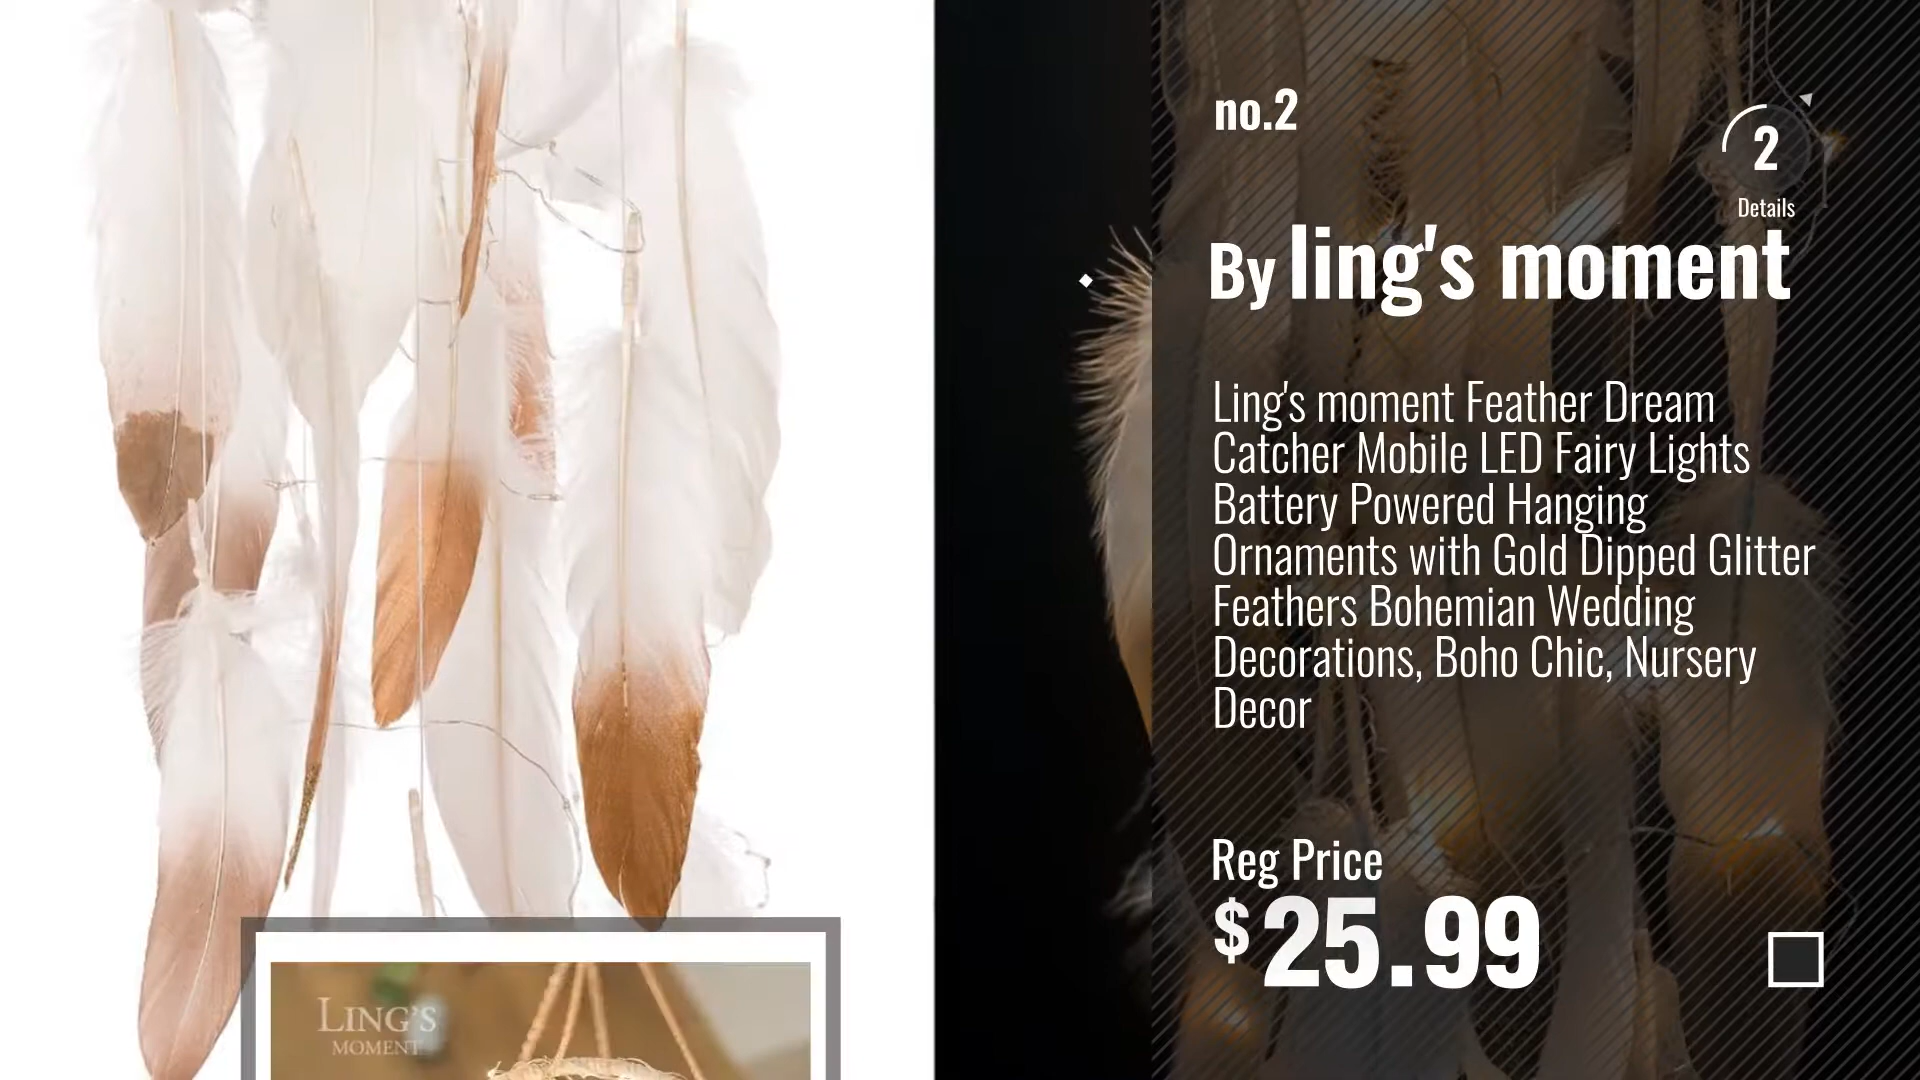 no.2
2
Details
By ling's moment
Ling's moment Feather Dream
Catcher Mobile LED Fairy Lights
Battery Powered Hanging
Ornaments with Gold Dipped Glitter
Feathers Bohemian Wedding
Decorations, Boho Chic, Nursery
Decor
Reg Price
$25.99
LING'S
MOMENT